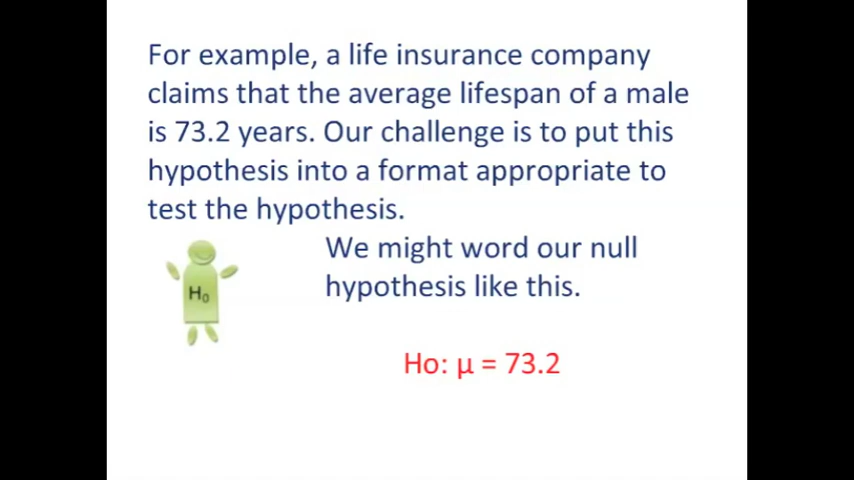 For example, a life insurance company
claims that the average lifespan of a male
is 73.2 years. Our challenge is to put this
hypothesis into a format appropriate to
test the hypothesis.
We might word our null
hypothesis like this.
H₀
Ho: μ = 73.2